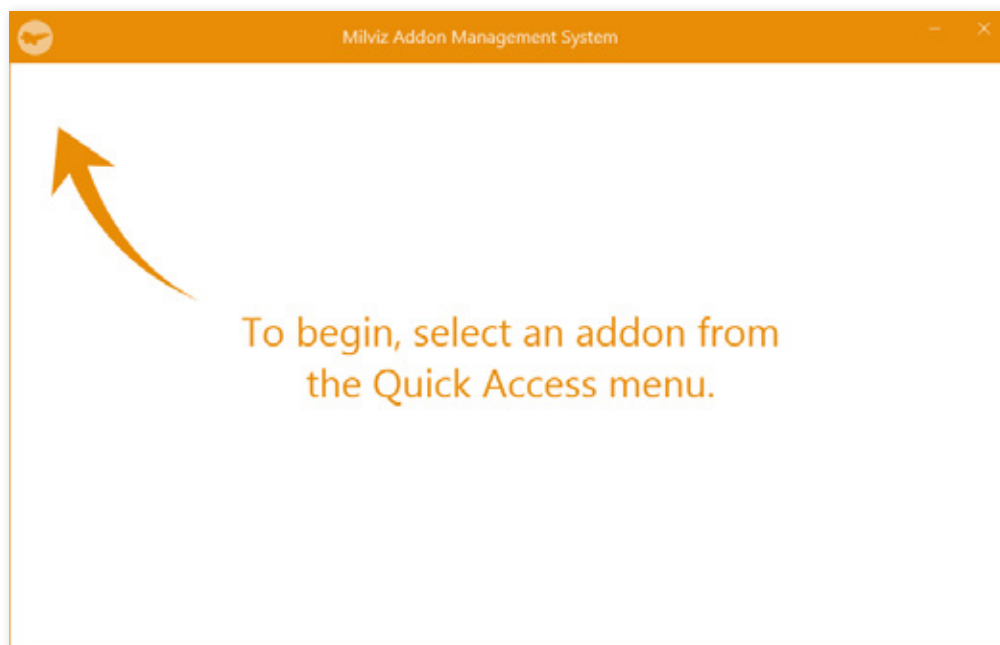 Milviz Addon Management System
To begin, select an addon from
the Quick Access menu.